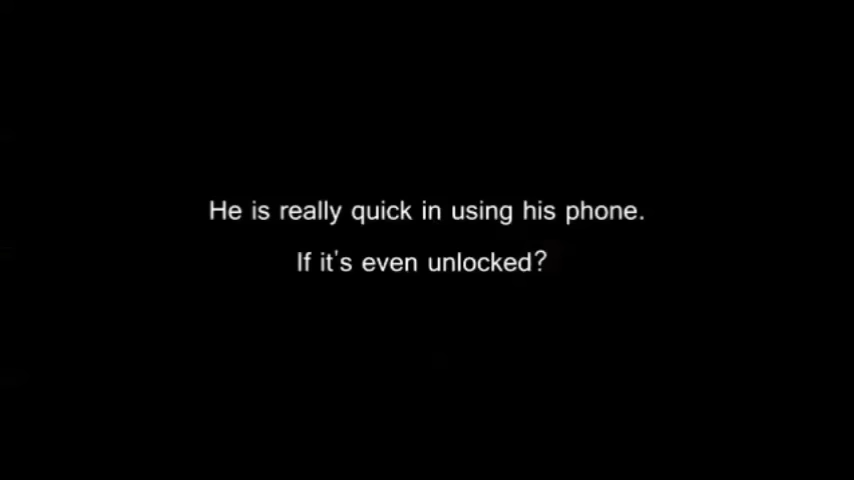 He is really quick in using his phone.
If it's even unlocked?